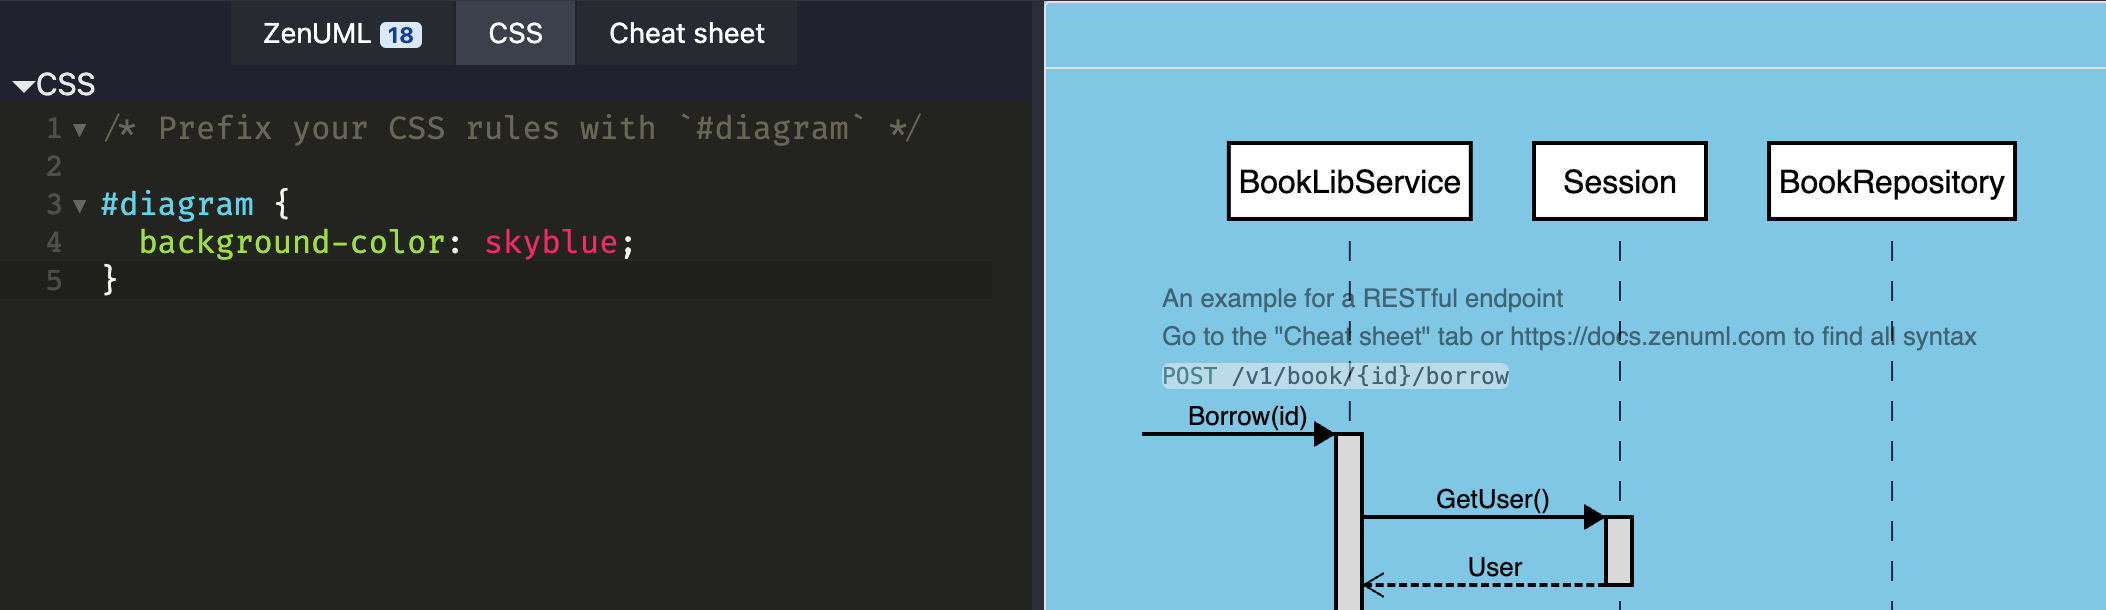 ZenUML 18 CSS Cheat sheet
CSS
1 /* Prefix your CSS rules with `#diagram` */
2
3 #diagram {
4 background-color: skyblue;
5 }
BookLibService Session BookRepository
An example for a RESTful endpoint
Go to the "Cheat sheet" tab or https://docs.zenuml.com to find all syntax
POST /v1/book/{id}/borrow
Borrow(id)
GetUser()
User